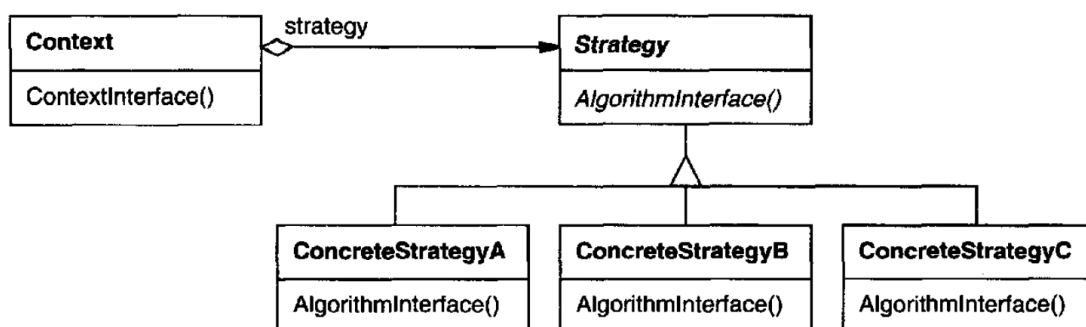 Context
ContextInterface()
strategy
Strategy
AlgorithmInterface()
ConcreteStrategyA
AlgorithmInterface()
ConcreteStrategyB
AlgorithmInterface()
ConcreteStrategyC
AlgorithmInterface()